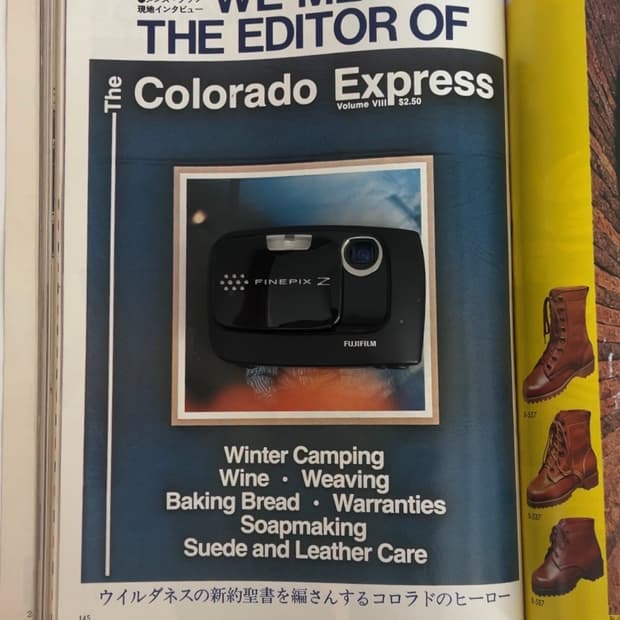 現地インタビュー
THE EDITOR OF
The Colorado Express
Volume VIII $2.50
FINEPIX Z
FUJIFILM
Winter Camping
Wine · Weaving
Baking Bread · Warranties
Soapmaking
Suede and Leather Care
ウイルダネスの新約聖書を編さんするコロラドのヒーロー
145